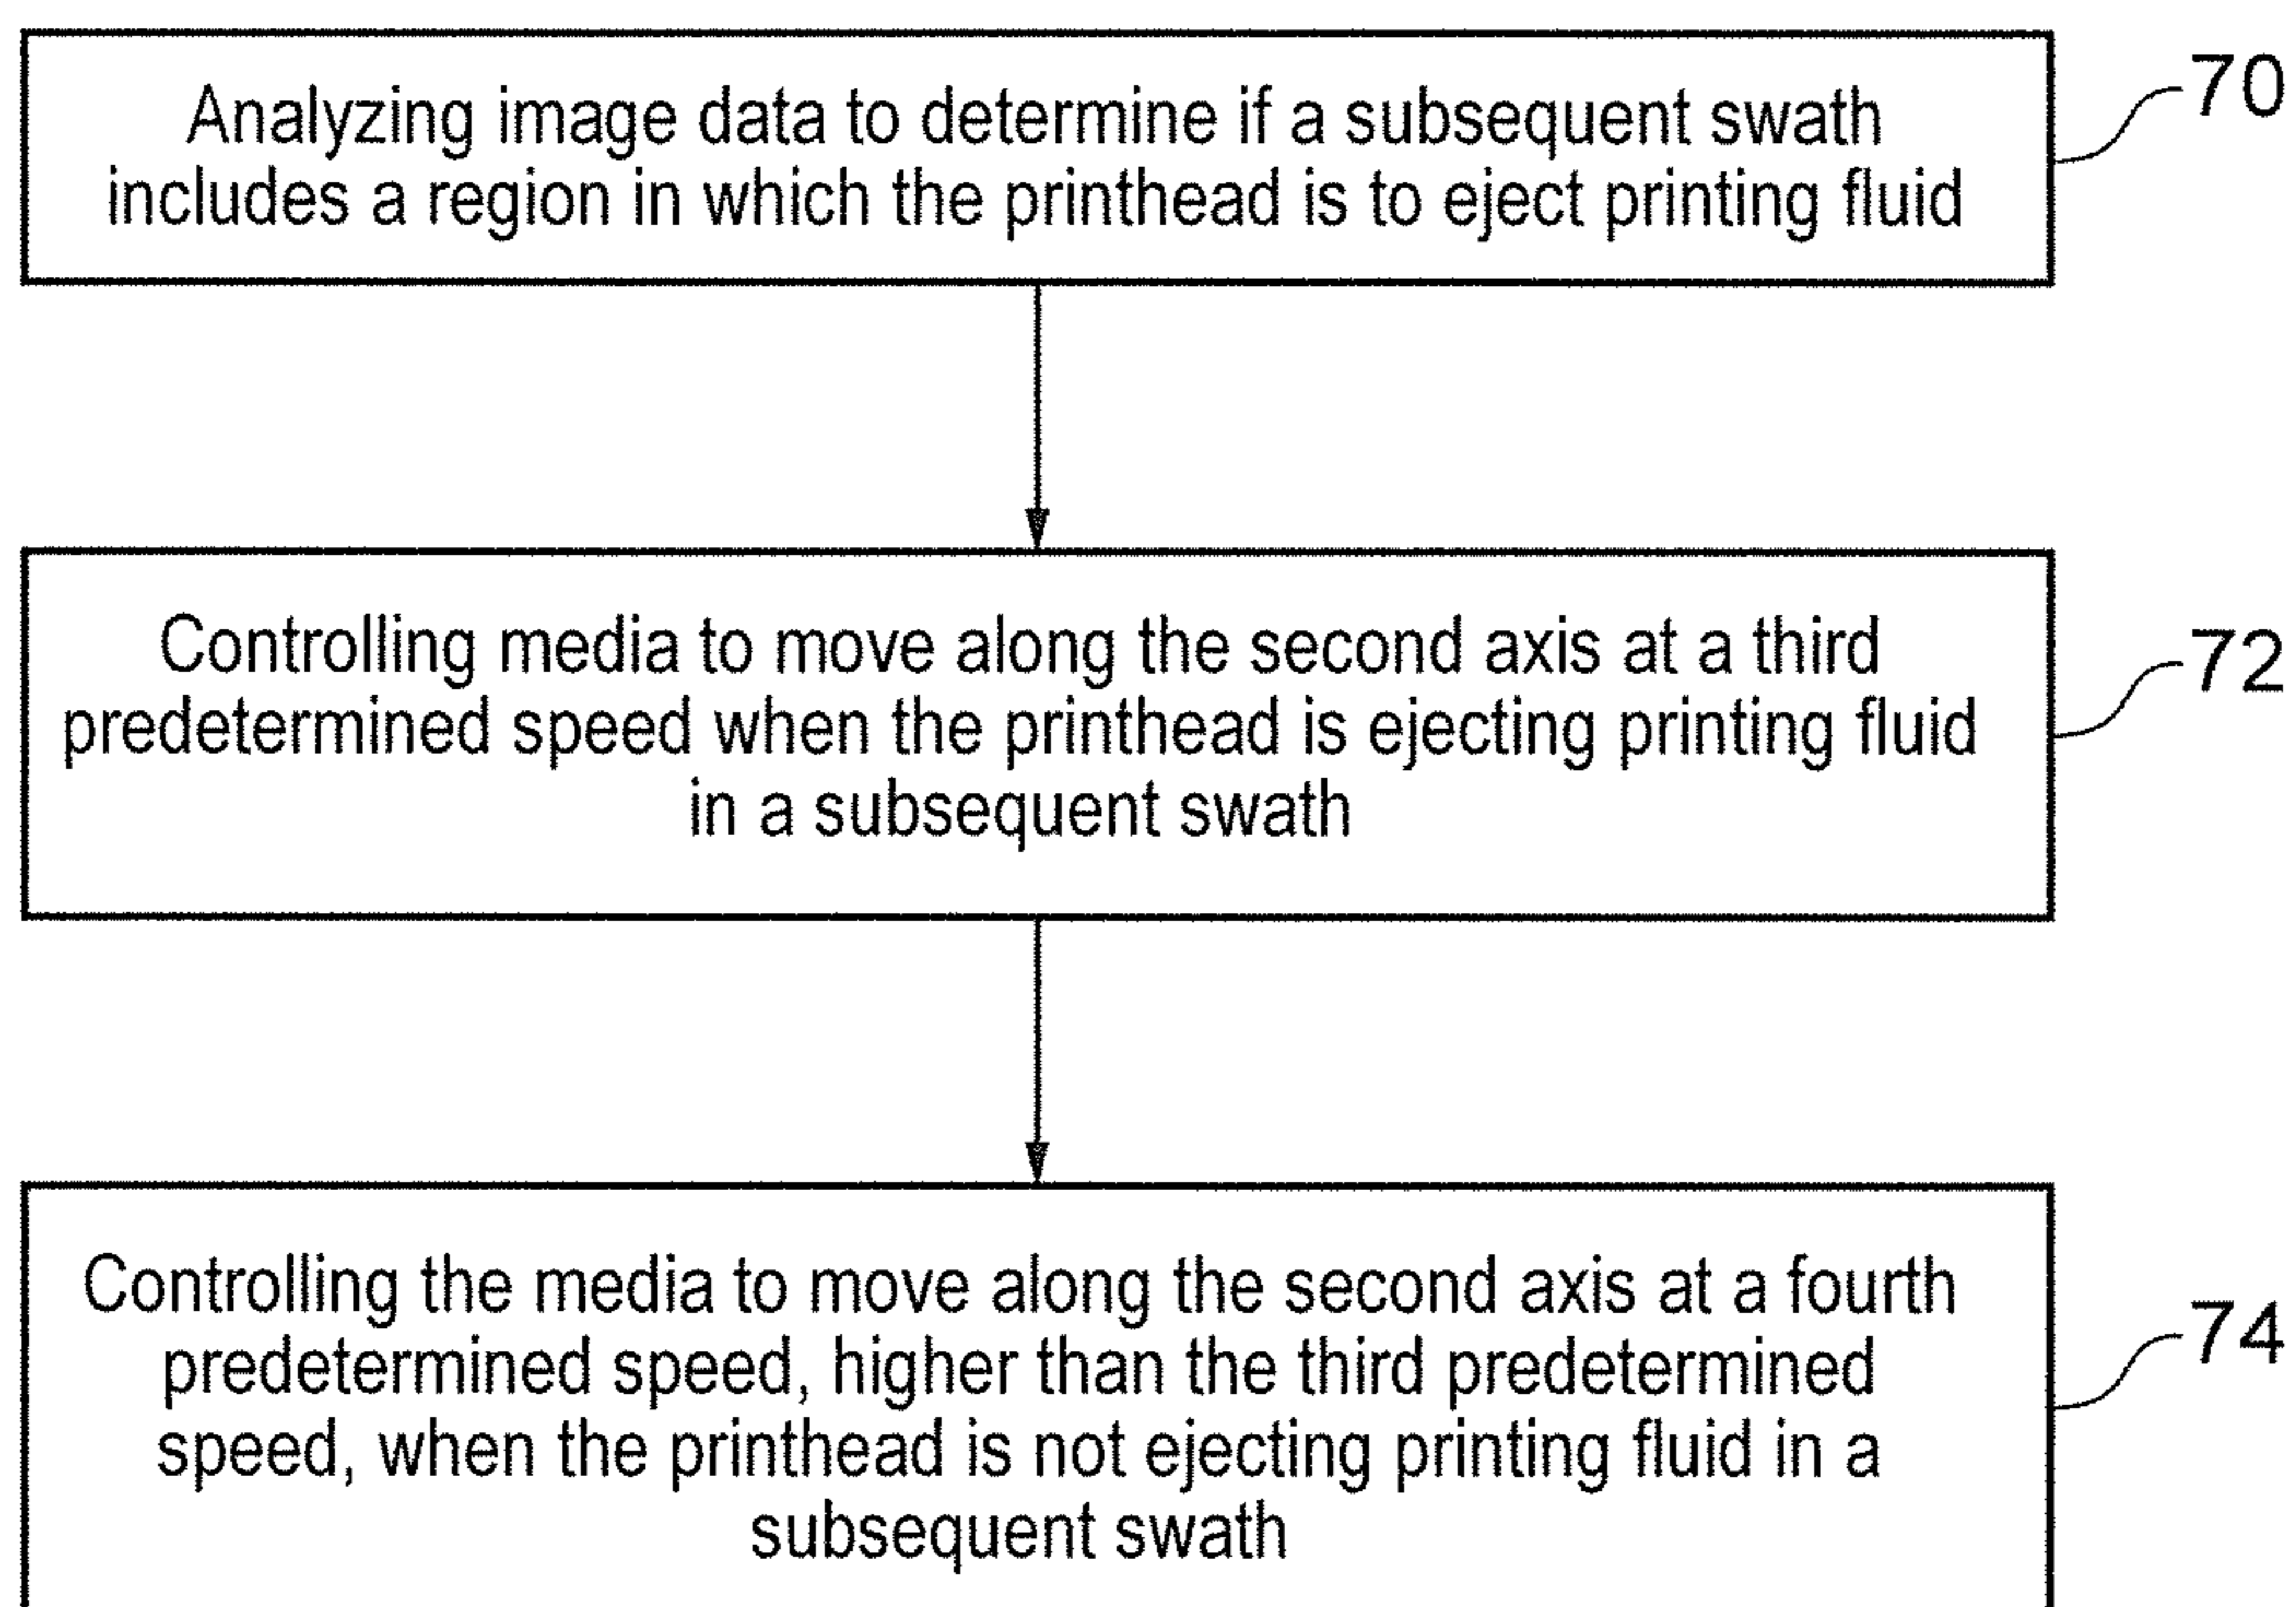 Analyzing image data to determine if a subsequent swath
includes a region in which the printhead is to eject printing fluid
70
Controlling media to move along the second axis at a third
predetermined speed when the printhead is ejecting printing fluid
in a subsequent swath
72
Controlling the media to move along the second axis at a fourth
predetermined speed, higher than the third predetermined
speed, when the printhead is not ejecting printing fluid in a
subsequent swath
74